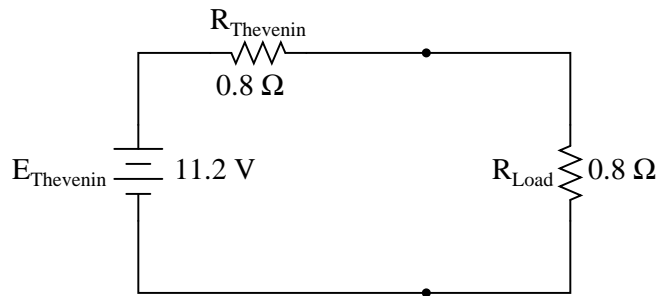 R_Thevenin
0.8 Ω
E_Thevenin 11.2 V
R_Load 0.8 Ω